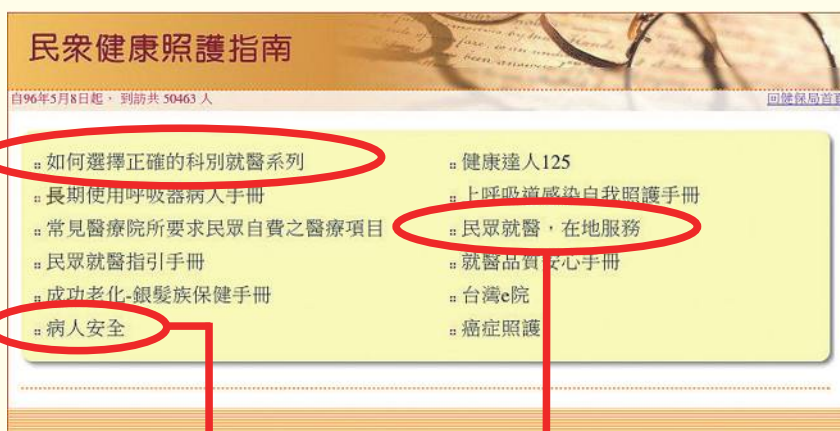 民眾健康照護指南
自96年5月8日起， 到訪共 50463 人
回健保局首頁
如何選擇正確的科別就醫系列
長期使用呼吸器病人手冊
常見醫療院所要求民眾自費之醫療項目
民眾就醫指引手冊
成功老化-銀髮族保健手冊
病人安全
健康達人125
上呼吸道感染自我照護手冊
民眾就醫，在地服務
就醫品質安心手冊
台灣e院
癌症照護